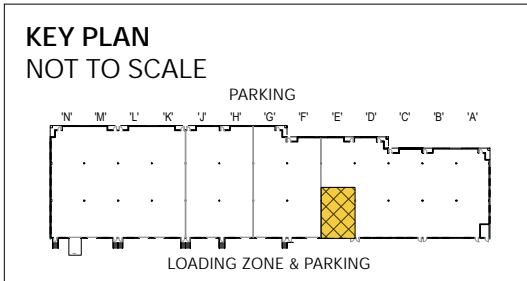 KEY PLAN
NOT TO SCALE
PARKING
'N' 'M' 'L' 'K' 'J' 'H' 'G' 'F' 'E' 'D' 'C' 'B' 'A'
LOADING ZONE & PARKING